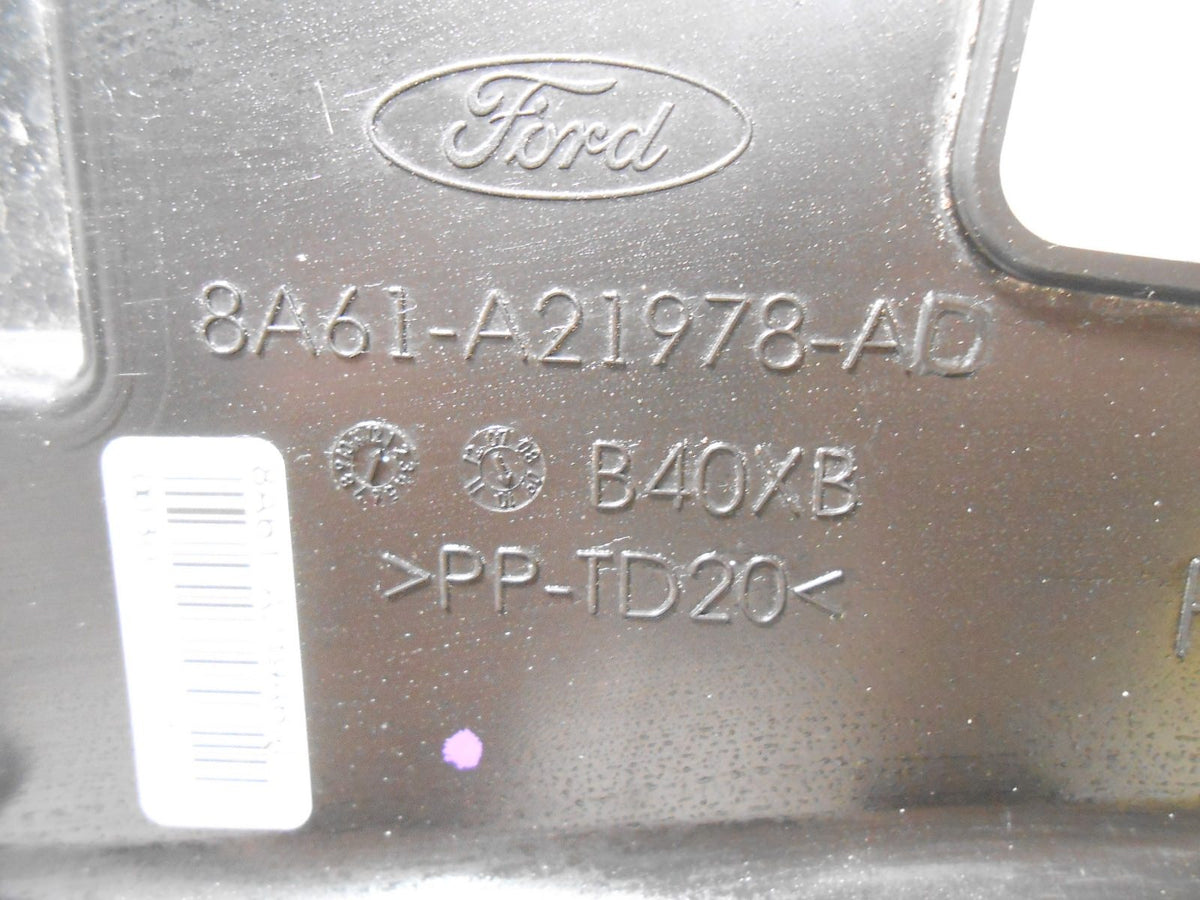 Ford
8A61-A21978-AD
B40XB
>PP-TD20<